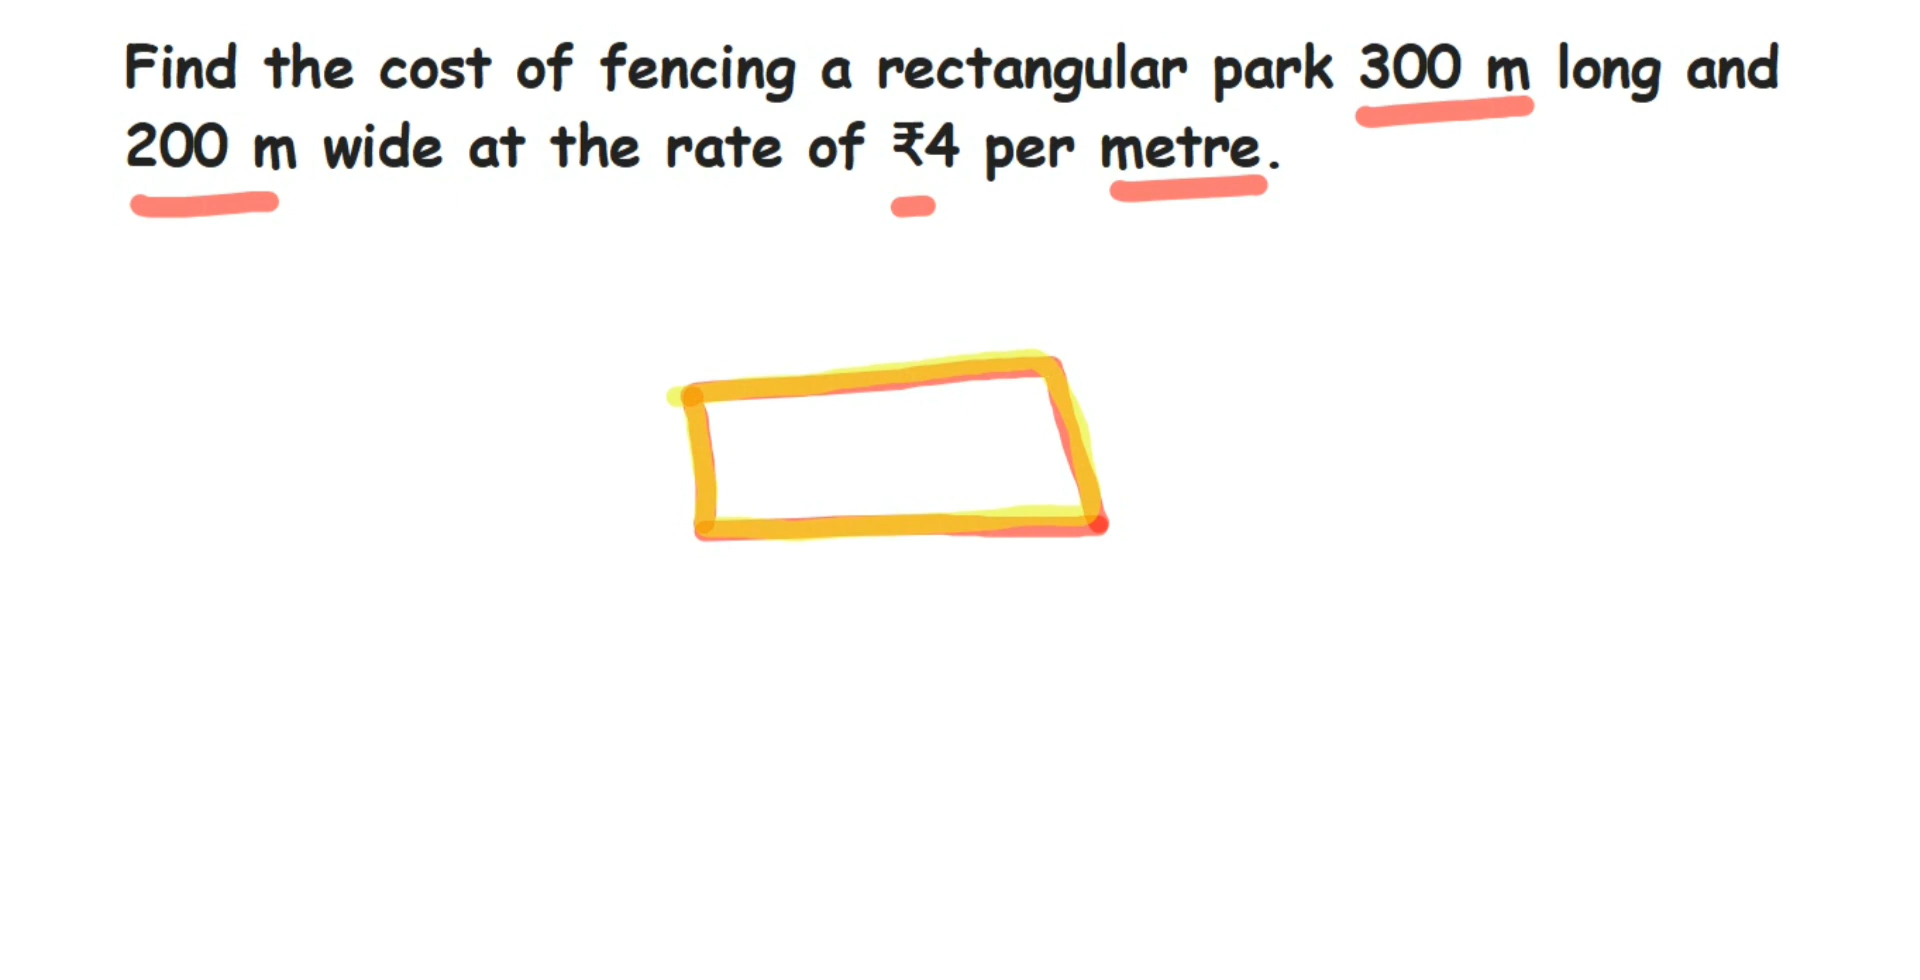 Find the cost of fencing a rectangular park 300 m long and
200 m wide at the rate of ₹4 per metre.